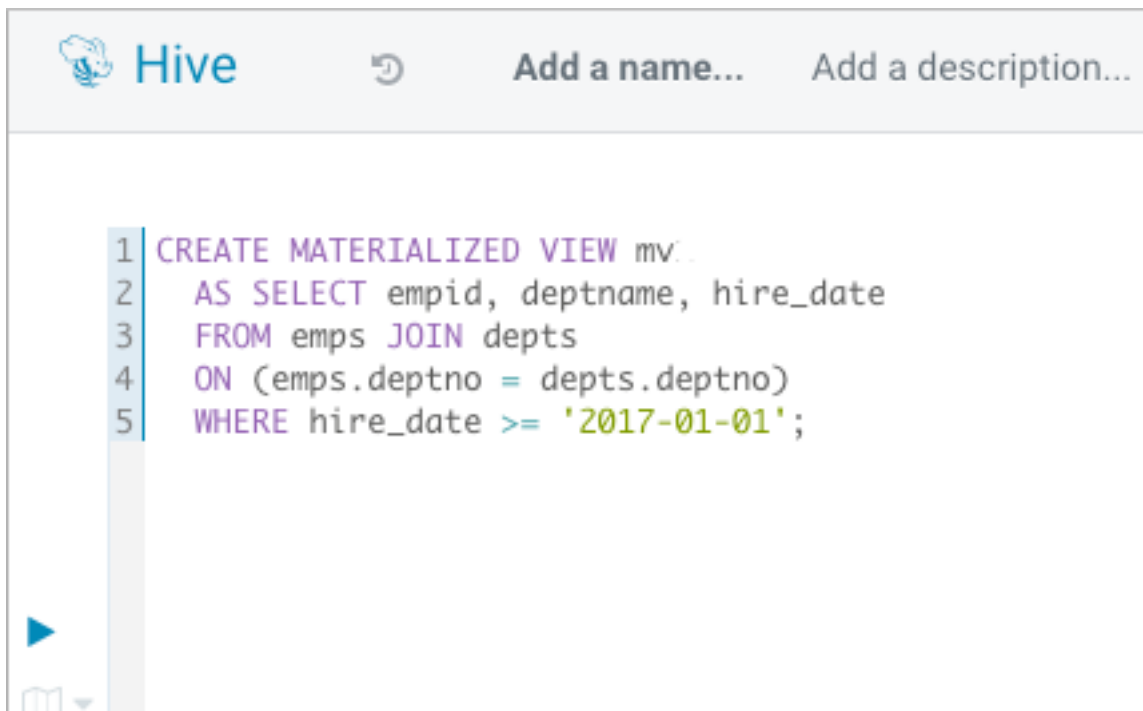 Hive Add a name... Add a description...
1 CREATE MATERIALIZED VIEW mv
2 AS SELECT empid, deptname, hire_date
3 FROM emps JOIN depts
4 ON (emps.deptno = depts.deptno)
5 WHERE hire_date >= '2017-01-01';